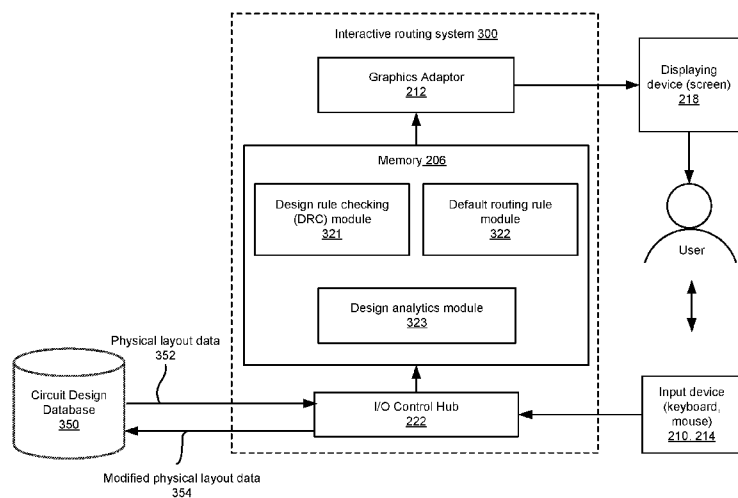 Interactive routing system 300
Graphics Adaptor
212
Displaying
device (screen)
218
Memory 206
Design rule checking
(DRC) module
321
Default routing rule
module
322
User
Design analytics module
323
Physical layout data
352
Circuit Design
Database
350
I/O Control Hub
222
Input device
(keyboard,
mouse)
210, 214
Modified physical layout data
354